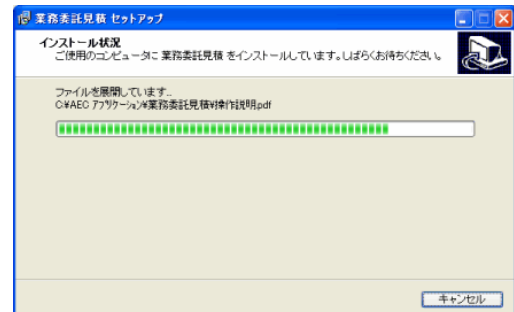 業務委託見積 セットアップ
インストール状況
ご使用のコンピュータに 業務委託見積 をインストールしています。しばらくお待ちください。
ファイルを展開しています...
C:¥AEC アプリケーション¥業務委託見積¥操作説明.pdf
キャンセル